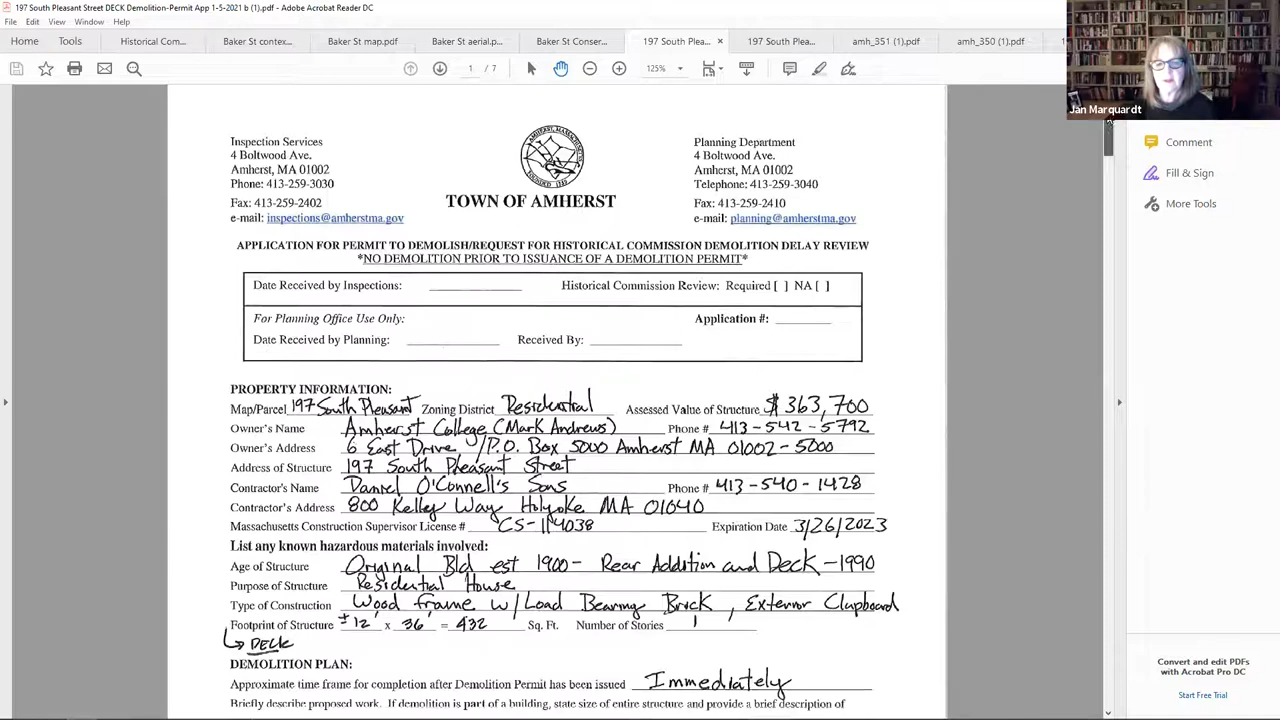 197 South Pleasant Street DECK Demolition-Permit App 1-5-2021 b (1).pdf - Adobe Acrobat Reader DC
File Edit View Window Help
Home Tools Historical Com... Baker St contex... Baker St map.pdf Baker St aerial.p... Baker St Conser... 197 South Plea... × 197 South Plea... amh_351 (1).pdf amh_350 (1).pdf
1 / 125%
Jan Marquardt
Comment
Fill & Sign
More Tools
Inspection Services
4 Boltwood Ave.
Amherst, MA 01002
Phone: 413-259-3030
Fax: 413-259-2402
e-mail: inspections@amherstma.gov
TOWN OF AMHERST
Planning Department
4 Boltwood Ave.
Amherst, MA 01002
Telephone: 413-259-3040
Fax: 413-259-2410
e-mail: planning@amherstma.gov
APPLICATION FOR PERMIT TO DEMOLISH/REQUEST FOR HISTORICAL COMMISSION DEMOLITION DELAY REVIEW
*NO DEMOLITION PRIOR TO ISSUANCE OF A DEMOLITION PERMIT*
Date Received by Inspections: Historical Commission Review: Required [ ] NA [ ]
For Planning Office Use Only: Application #:
Date Received by Planning: Received By:
PROPERTY INFORMATION:
Map/Parcel 197 South Pleasant Zoning District Residential Assessed Value of Structure $363,700
Owner's Name Amherst College (Mark Andrews) Phone # 413-542-5792
Owner's Address 6 East Drive /P.O. Box 5000 Amherst MA 01002-5000
Address of Structure 197 South Pleasant Street
Contractor's Name Daniel O'Connell's Sons Phone # 413-540-1428
Contractor's Address 800 Kelley Way Holyoke MA 01040
Massachusetts Construction Supervisor License # CS-114038 Expiration Date 3/26/2023
List any known hazardous materials involved:
Age of Structure Original Bld est 1900- Rear Addition and Deck -1990
Purpose of Structure Residential House
Type of Construction Wood frame w/Load Bearing Brick, Exterior Clapboard
Footprint of Structure ±12' x 36' = 432 Sq. Ft. Number of Stories 1
↳ DECK
DEMOLITION PLAN:
Approximate time frame for completion after Demolition Permit has been issued Immediately
Briefly describe proposed work. If demolition is part of a building, state size of entire structure and provide a brief description of
Convert and edit PDFs
with Acrobat Pro DC
Start Free Trial